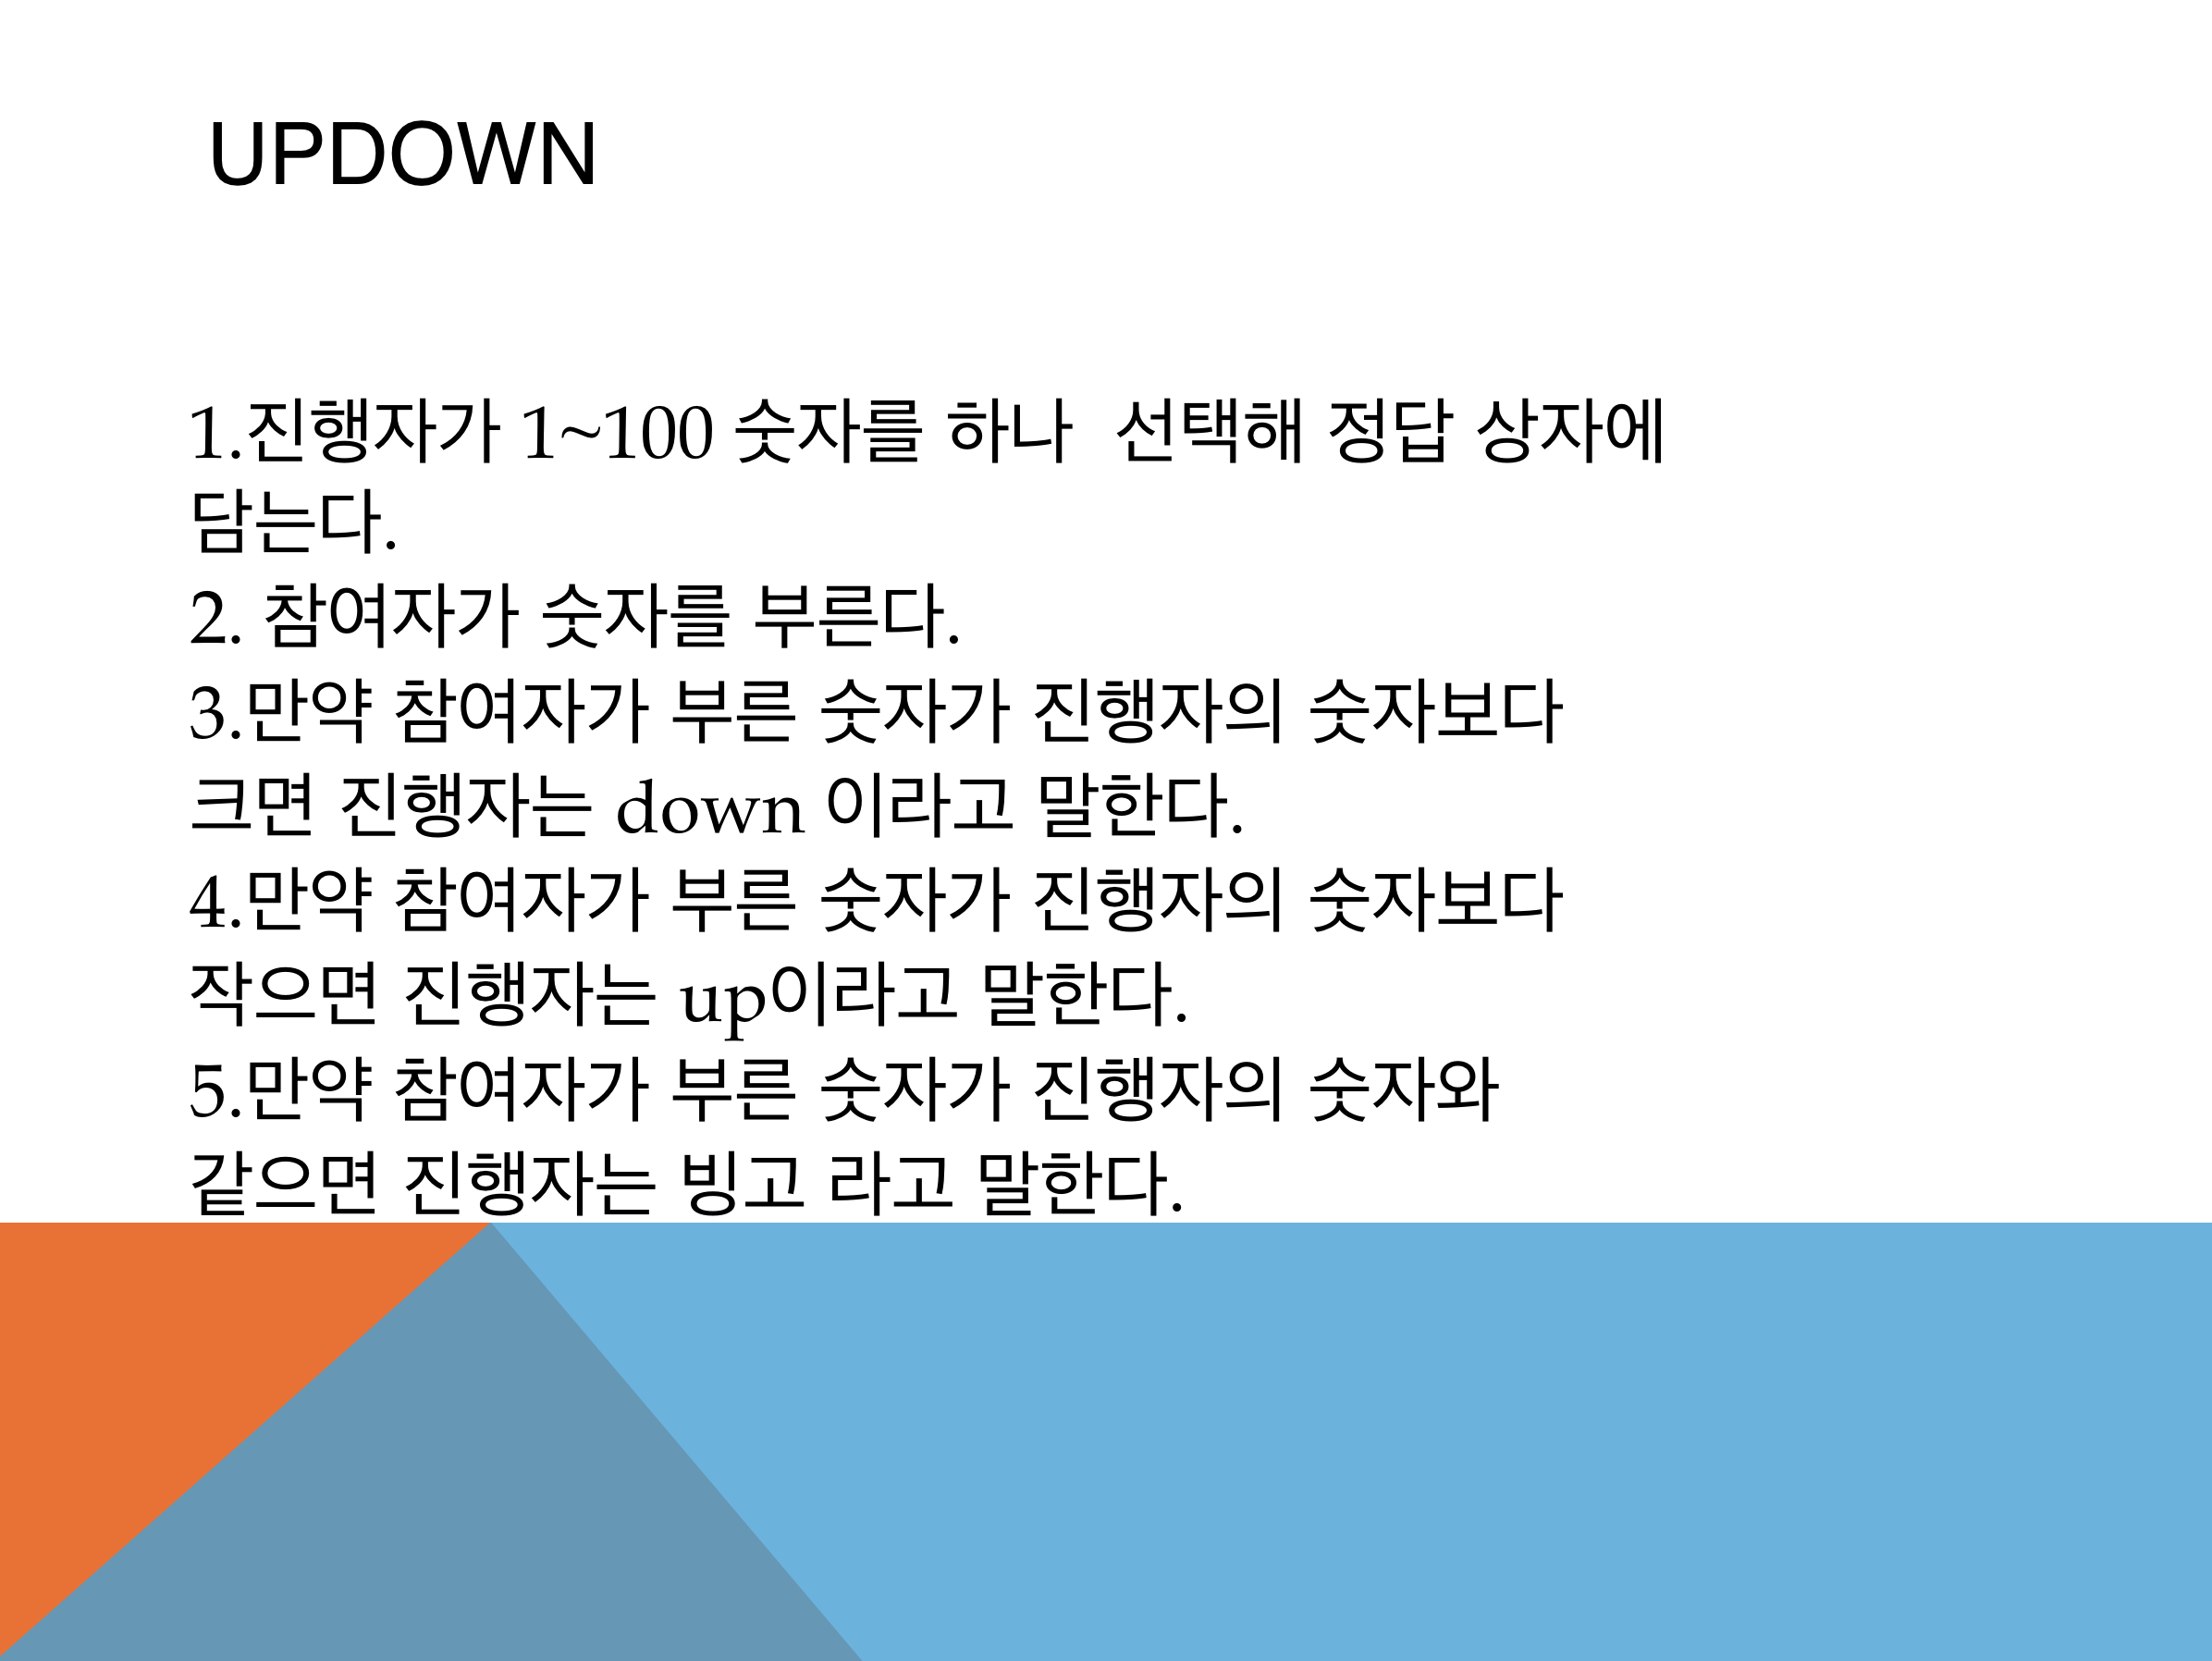 UPDOWN
1.진행자가 1~100 숫자를 하나  선택해 정답 상자에
담는다.
2. 참여자가 숫자를 부른다.
3.만약 참여자가 부른 숫자가 진행자의 숫자보다
크면 진행자는 down 이라고 말한다.
4.만약 참여자가 부른 숫자가 진행자의 숫자보다
작으면 진행자는 up이라고 말한다.
5.만약 참여자가 부른 숫자가 진행자의 숫자와
같으면 진행자는 빙고 라고 말한다.